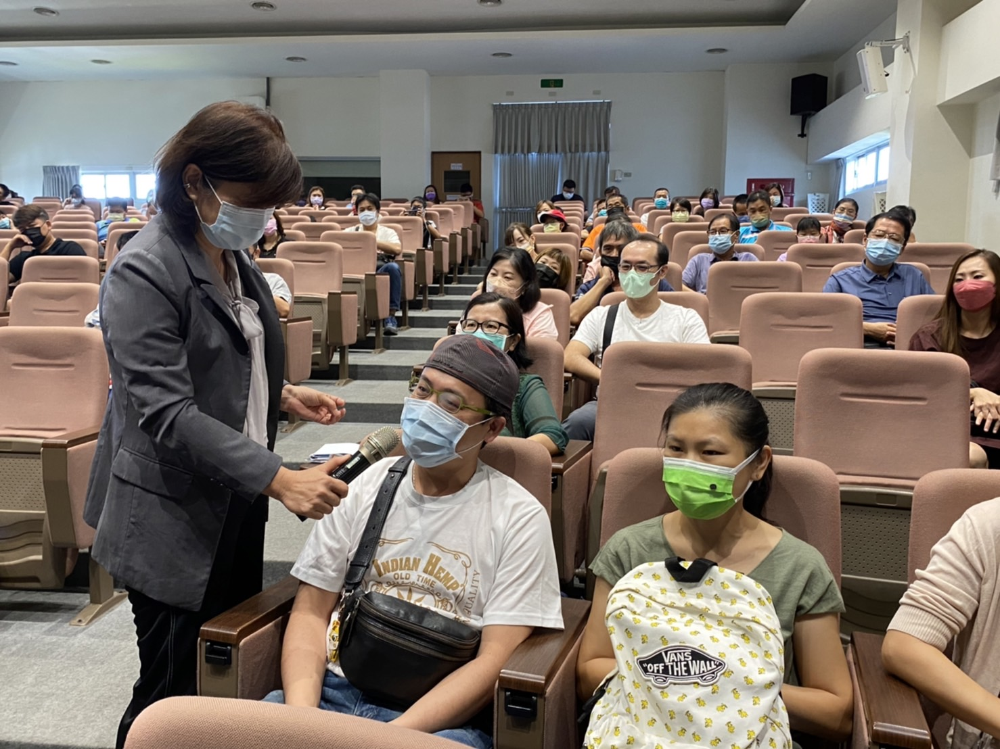 INDIAN HEMP
OLD TIME
QUALITY
VANS
"OFF THE WALL"